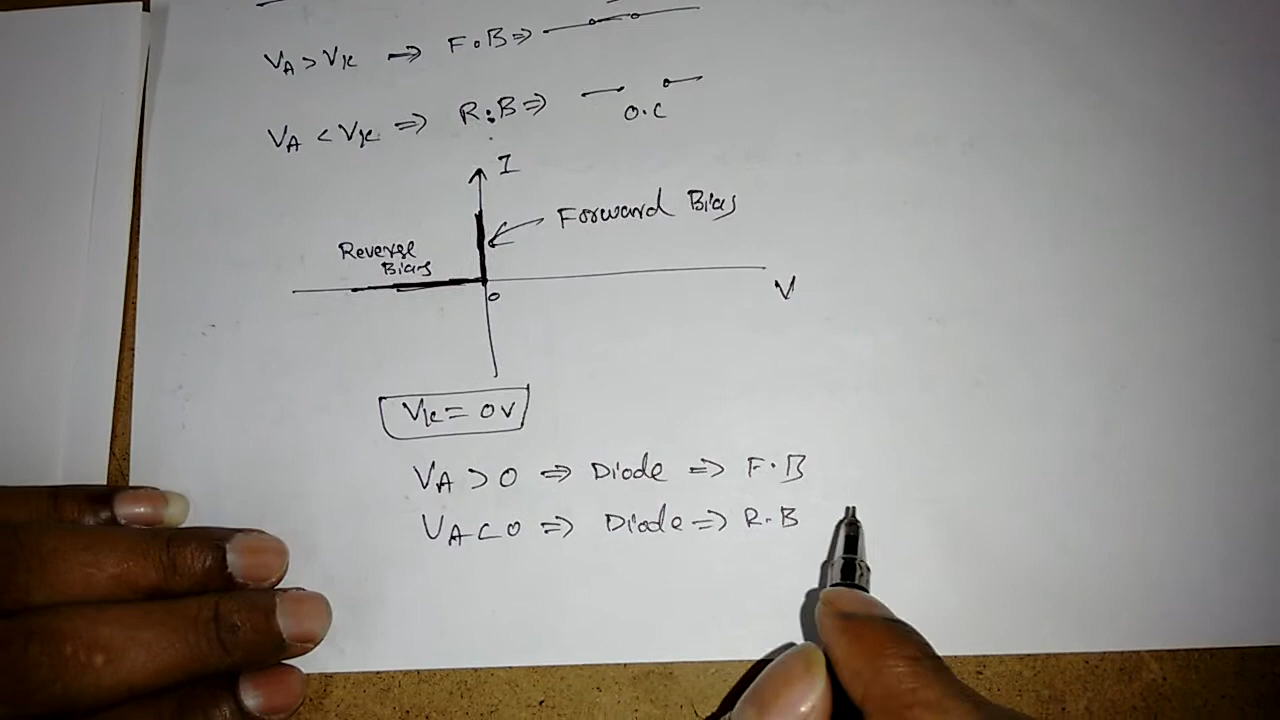 VA > VK ⇒ F.B ⇒
VA < VK ⇒ R.B ⇒
O.C
I
Forward Bias
Reverse
Bias
0
V
VK = 0V
VA > 0 ⇒ Diode ⇒ F.B
VA < 0 ⇒ Diode ⇒ R.B